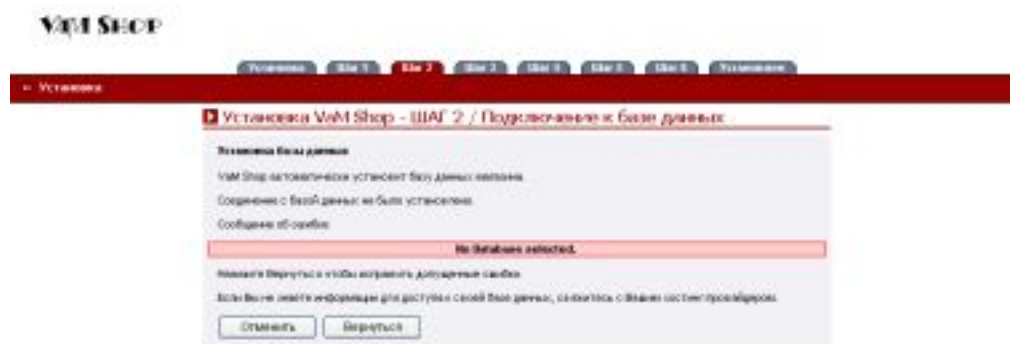 VaM Shop
Установка Шаг 1 Шаг 2 Шаг 3 Шаг 4 Шаг 5 Шаг 6
← Установка
Установка VaM Shop - ШАГ 2 / Подключение к базе данных
Установка базы данных
VaM Shop автоматически установит базу данных магазина.
Соединение с базой данных не было установлено.
Сообщение об ошибке:
No Database selected.
Нажмите Вернуться чтобы исправить допущенные ошибки.
Если Вы не знаете информации для доступа к своей базе данных, свяжитесь с Вашим хостинг провайдером.
Отменить Вернуться